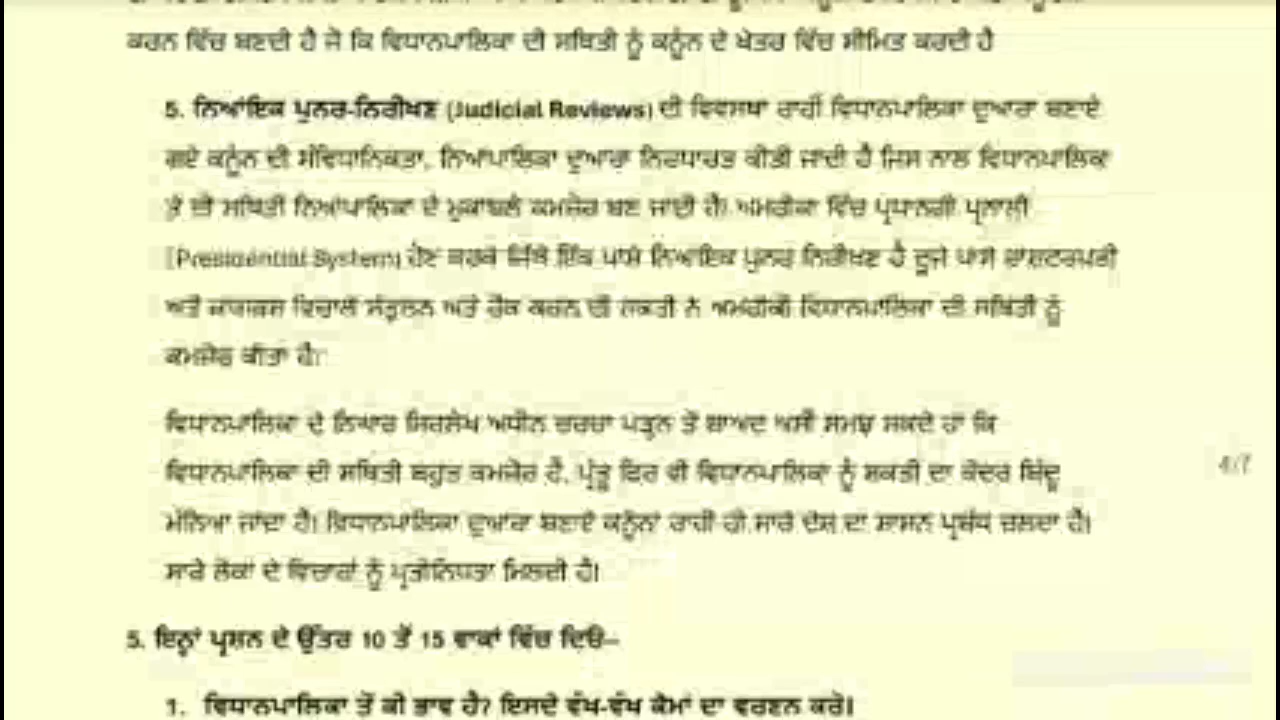 ਕਰਨ ਵਿੱਚ ਬਣਦੀ ਹੈ ਜੋ ਕਿ ਵਿਧਾਨਪਾਲਿਕਾ ਦੀ ਸਥਿਤੀ ਨੂੰ ਕਨੂੰਨ ਦੇ ਖੇਤਰ ਵਿੱਚ ਸੀਮਿਤ ਕਰਦੀ ਹੈ
5. ਨਿਆਂਇਕ ਪੁਨਰ-ਨਿਰੀਖਣ (Judicial Reviews) ਦੀ ਵਿਵਸਥਾ ਰਾਹੀਂ ਵਿਧਾਨਪਾਲਿਕਾ ਦੁਆਰਾ ਬਣਾਏ
ਗਏ ਕਨੂੰਨ ਦੀ ਸੰਵਿਧਾਨਿਕਤਾ, ਨਿਆਂਪਾਲਿਕਾ ਦੁਆਰਾ ਨਿਰਧਾਰਤ ਕੀਤੀ ਜਾਂਦੀ ਹੈ ਜਿਸ ਨਾਲ ਵਿਧਾਨਪਾਲਿਕਾ
ਤੇ ਦੀ ਸਥਿਤੀ ਨਿਆਂਪਾਲਿਕਾ ਦੇ ਮੁਕਾਬਲੇ ਕਮਜ਼ੋਰ ਬਣ ਜਾਂਦੀ ਹੈ। ਅਮਰੀਕਾ ਵਿੱਚ ਪ੍ਰਧਾਨਗੀ ਪ੍ਰਨਾਲੀ
(Presidential System) ਹੋਣ ਕਰਕੇ ਜਿੱਥੇ ਇੱਕ ਪਾਸੇ ਨਿਆਂਇਕ ਪੁਨਰ ਨਿਰੀਖਣ ਹੈ ਦੂਜੇ ਪਾਸੇ ਰਾਸ਼ਟਰਪਤੀ
ਅਤੇ ਕਾਂਗਰਸ ਵਿਚਾਲੇ ਸੰਤੁਲਨ ਅਤੇ ਚੈਕ ਕਰਨ ਦੀ ਸ਼ਕਤੀ ਨੇ ਅਮਰੀਕੀ ਵਿਧਾਨਪਾਲਿਕਾ ਦੀ ਸਥਿਤੀ ਨੂੰ
ਕਮਜ਼ੋਰ ਕੀਤਾ ਹੈ।
ਵਿਧਾਨਪਾਲਿਕਾ ਦੇ ਨਿਘਾਰ ਸਿਰਲੇਖ ਅਧੀਨ ਚਰਚਾ ਪੜ੍ਹਨ ਤੋਂ ਬਾਅਦ ਅਸੀਂ ਸਮਝ ਸਕਦੇ ਹਾਂ ਕਿ
ਵਿਧਾਨਪਾਲਿਕਾ ਦੀ ਸਥਿਤੀ ਬਹੁਤ ਕਮਜ਼ੋਰ ਹੈ, ਪ੍ਰੰਤੂ ਫਿਰ ਵੀ ਵਿਧਾਨਪਾਲਿਕਾ ਨੂੰ ਸ਼ਕਤੀ ਦਾ ਕੇਂਦਰ ਬਿੰਦੂ
ਮੰਨਿਆ ਜਾਂਦਾ ਹੈ। ਵਿਧਾਨਪਾਲਿਕਾ ਦੁਆਰਾ ਬਣਾਏ ਕਨੂੰਨਾਂ ਰਾਹੀਂ ਹੀ ਸਾਰੇ ਦੇਸ਼ ਦਾ ਸ਼ਾਸਨ ਪ੍ਰਬੰਧ ਚਲਦਾ ਹੈ।
ਸਾਰੇ ਲੋਕਾਂ ਦੇ ਵਿਚਾਰਾਂ ਨੂੰ ਪ੍ਰਤੀਨਿਧਤਾ ਮਿਲਦੀ ਹੈ।
4/7
5. ਇਨ੍ਹਾਂ ਪ੍ਰਸ਼ਨ ਦੇ ਉੱਤਰ 10 ਤੋਂ 15 ਵਾਕਾਂ ਵਿੱਚ ਦਿਓ–
1. ਵਿਧਾਨਪਾਲਿਕਾ ਤੋਂ ਕੀ ਭਾਵ ਹੈ? ਇਸਦੇ ਵੱਖ-ਵੱਖ ਕੰਮਾਂ ਦਾ ਵਰਣਨ ਕਰੋ।